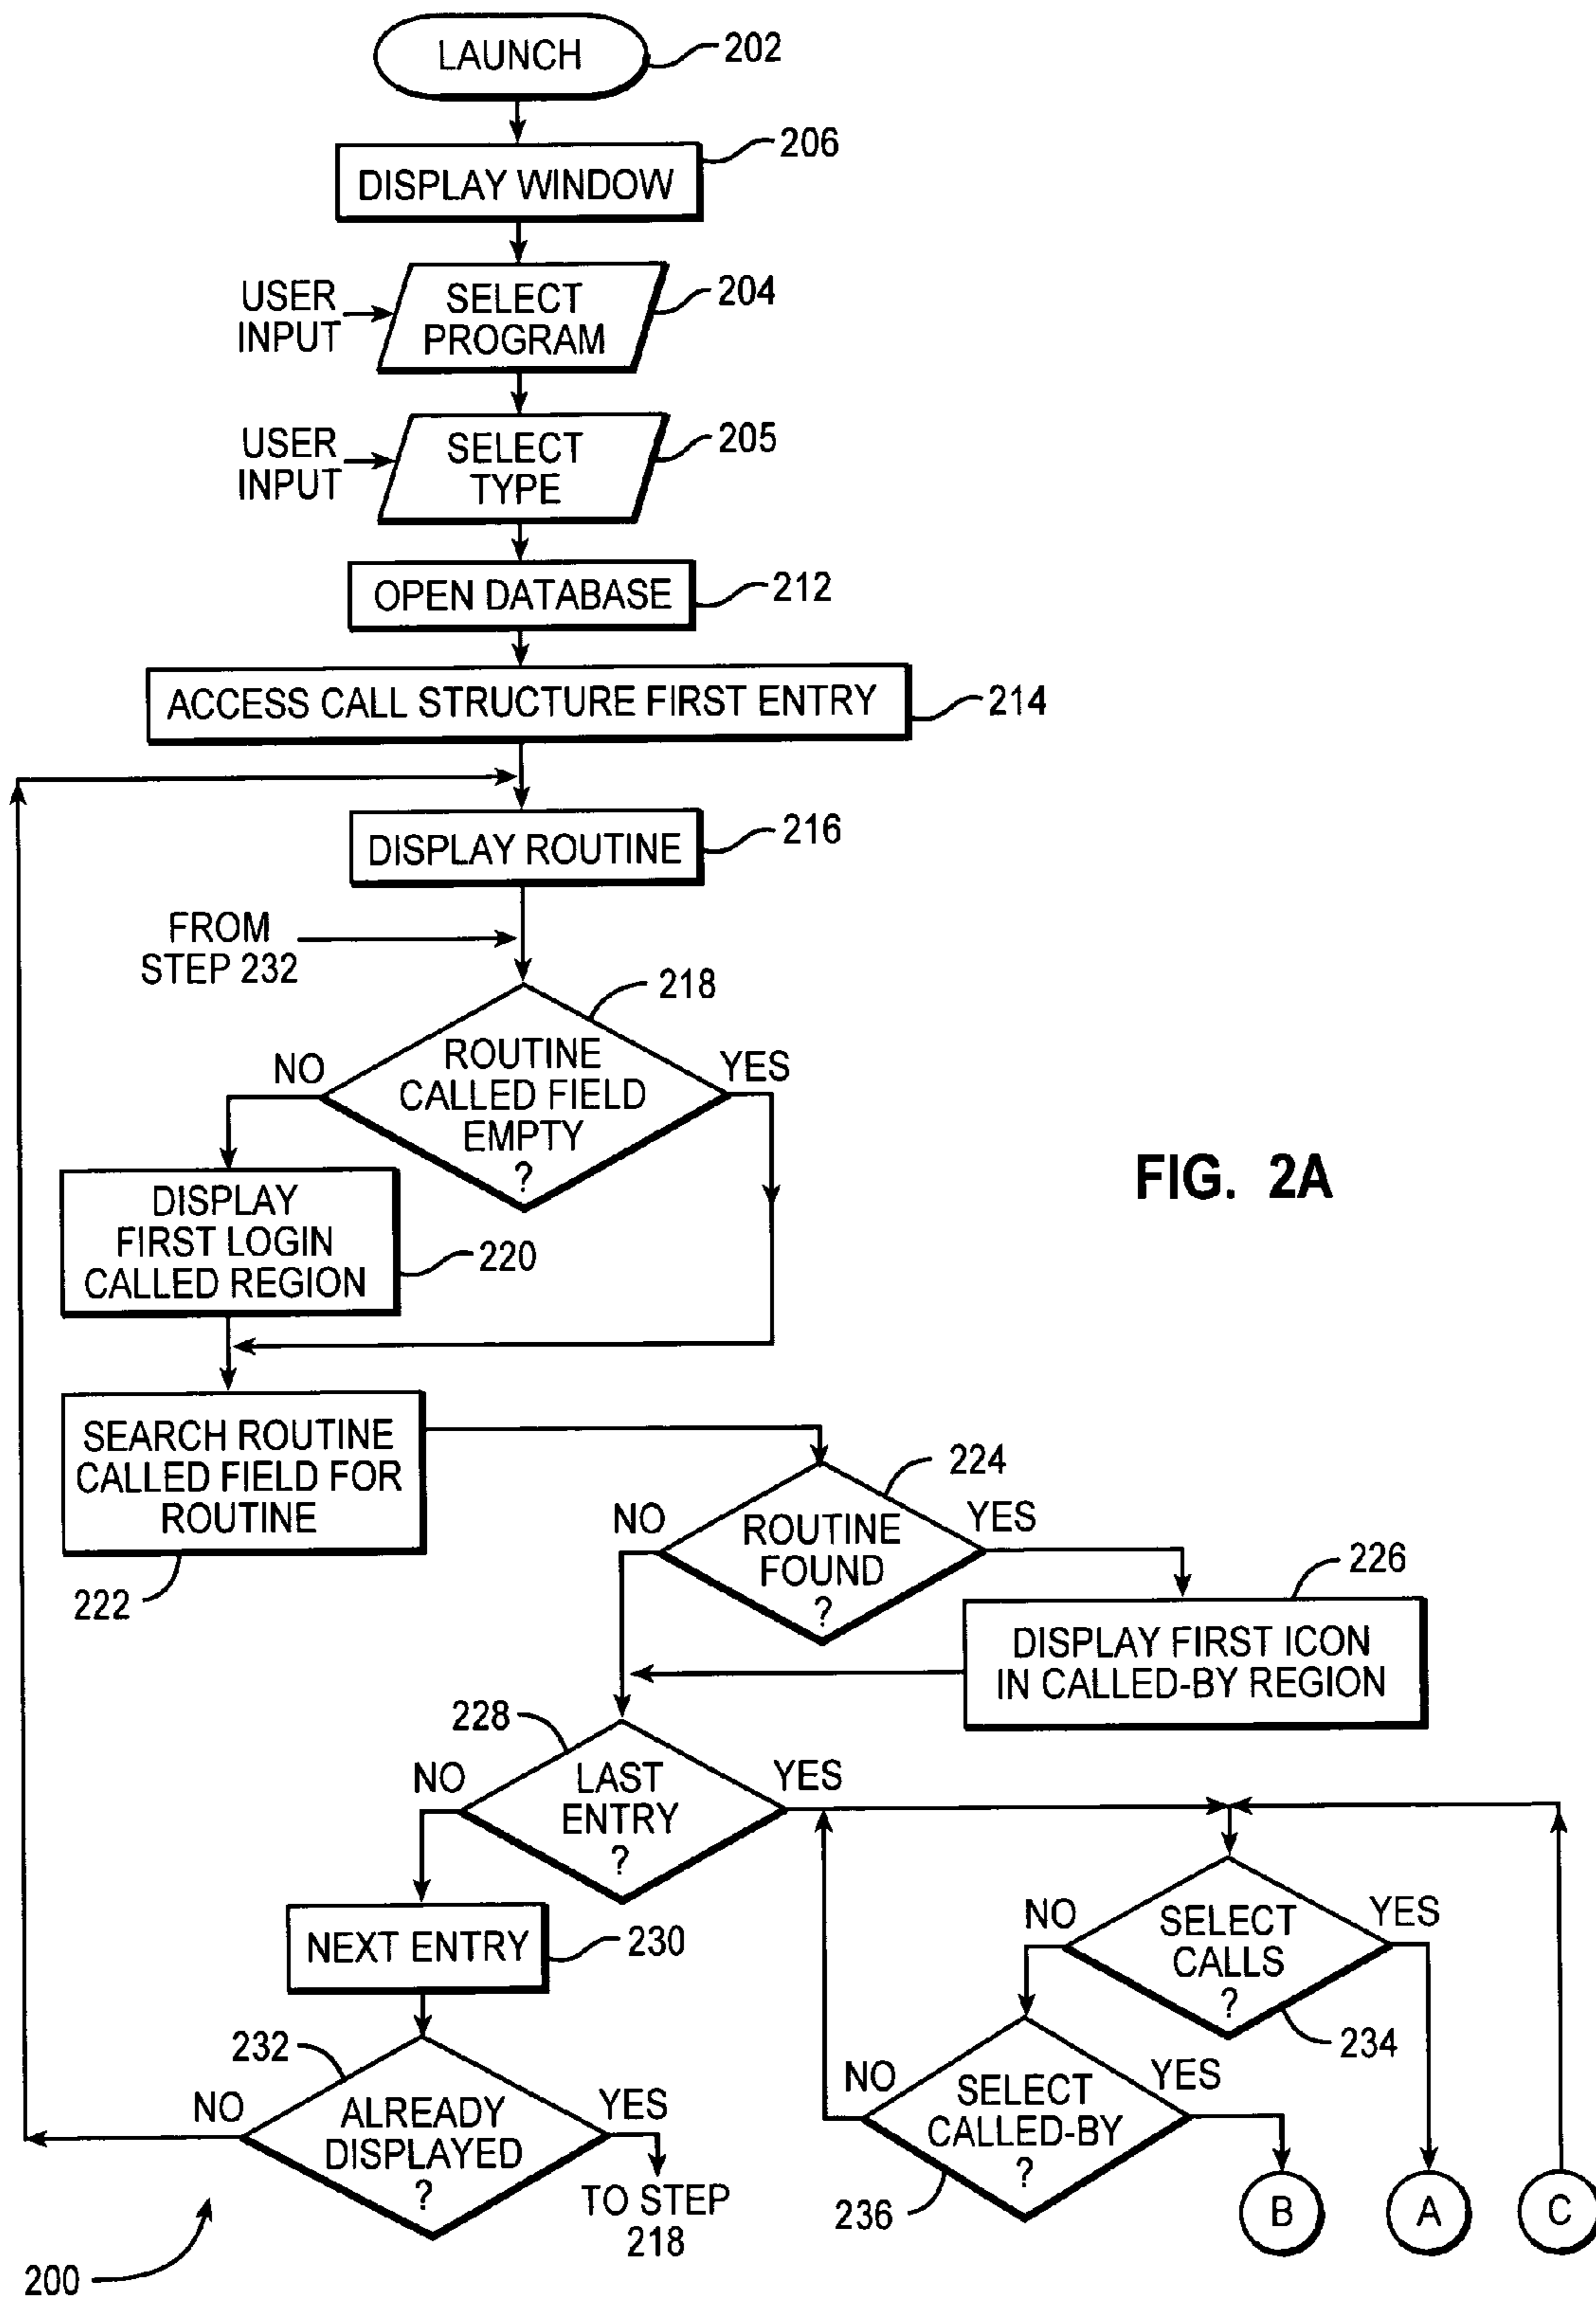 LAUNCH
202
206
DISPLAY WINDOW
USER
INPUT
SELECT
PROGRAM
204
USER
INPUT
SELECT
TYPE
205
OPEN DATABASE
212
ACCESS CALL STRUCTURE FIRST ENTRY
214
DISPLAY ROUTINE
216
FROM
STEP 232
218
NO
ROUTINE
CALLED FIELD
EMPTY
?
YES
FIG. 2A
DISPLAY
FIRST LOGIN
CALLED REGION
220
SEARCH ROUTINE
CALLED FIELD FOR
ROUTINE
222
224
NO
ROUTINE
FOUND
?
YES
226
DISPLAY FIRST ICON
IN CALLED-BY REGION
228
NO
LAST
ENTRY
?
YES
NEXT ENTRY
230
NO
SELECT
CALLS
?
YES
234
232
NO
ALREADY
DISPLAYED
?
YES
TO STEP
218
NO
SELECT
CALLED-BY
?
YES
236
B
A
C
200